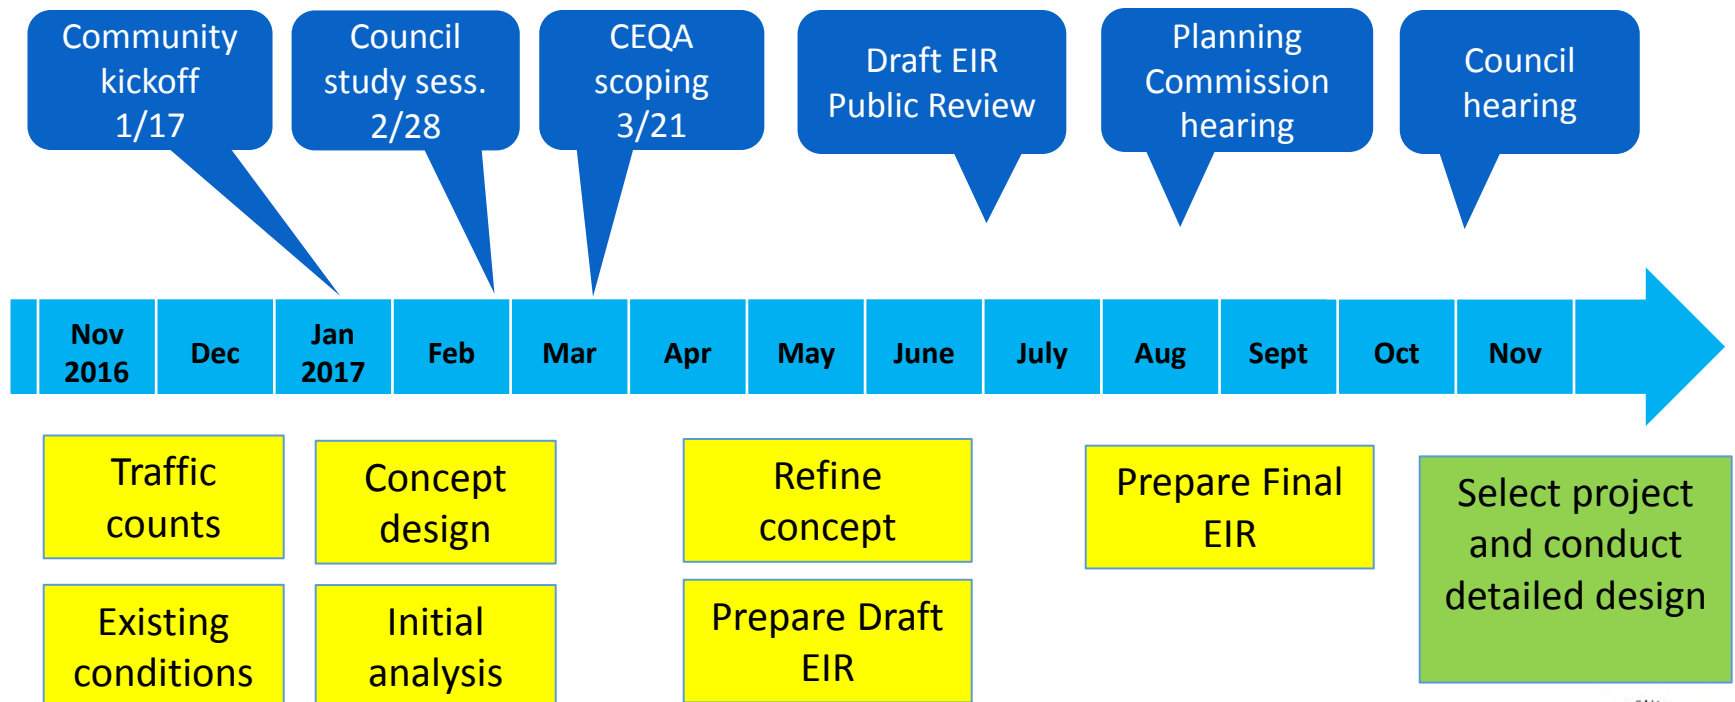 Community
kickoff
1/17
Council
study sess.
2/28
CEQA
scoping
3/21
Draft EIR
Public Review
Planning
Commission
hearing
Council
hearing
Nov
2016
Dec
Jan
2017
Feb
Mar
Apr
May
June
July
Aug
Sept
Oct
Nov
Traffic
counts
Concept
design
Refine
concept
Prepare Final
EIR
Select project
and conduct
detailed design
Existing
conditions
Initial
analysis
Prepare Draft
EIR